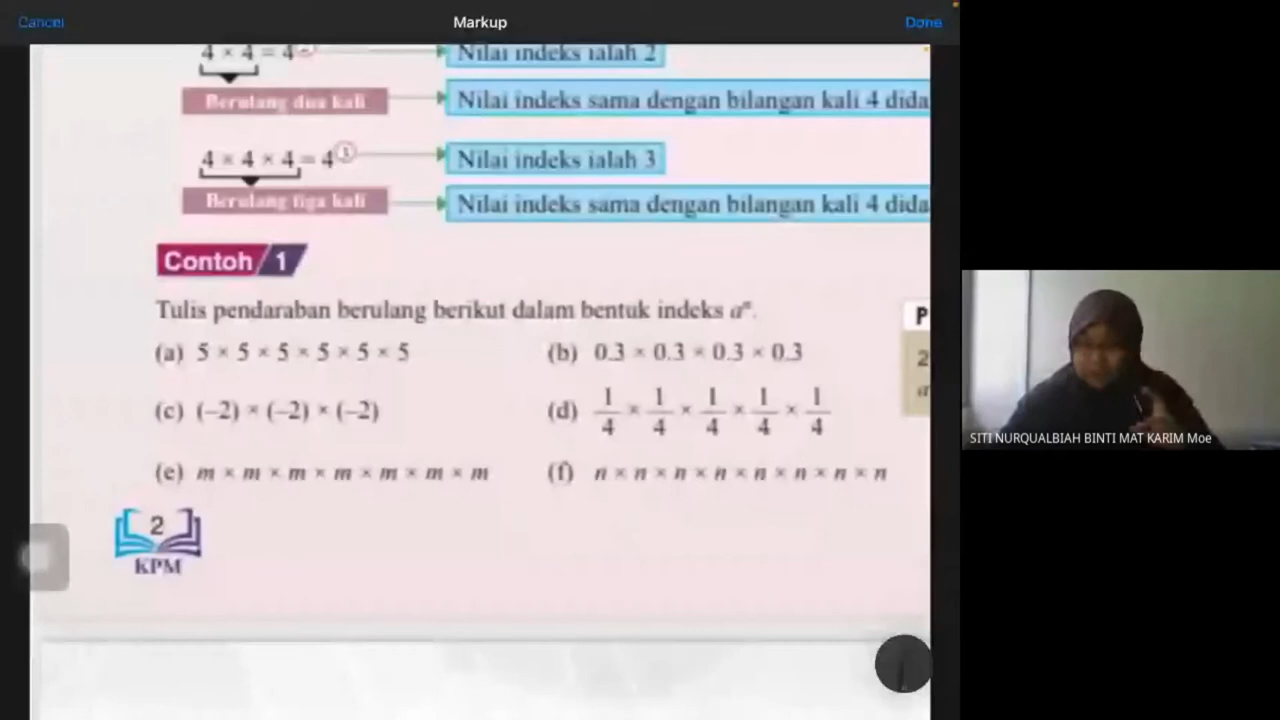 Cancel
Markup
Done
4 × 4 = 4
Nilai indeks ialah 2
Berulang dua kali
Nilai indeks sama dengan bilangan kali 4 dida
4 × 4 × 4 = 4³
Nilai indeks ialah 3
Berulang tiga kali
Nilai indeks sama dengan bilangan kali 4 dida
Contoh 1
Tulis pendaraban berulang berikut dalam bentuk indeks aⁿ.
P
(a) 5 × 5 × 5 × 5 × 5 × 5
(b) 0.3 × 0.3 × 0.3 × 0.3
2
(c) (–2) × (–2) × (–2)
(d) 1/4 × 1/4 × 1/4 × 1/4 × 1/4
(e) m × m × m × m × m × m × m
(f) n × n × n × n × n × n × n × n
2
KPM
SITI NURQUALBIAH BINTI MAT KARIM Moe